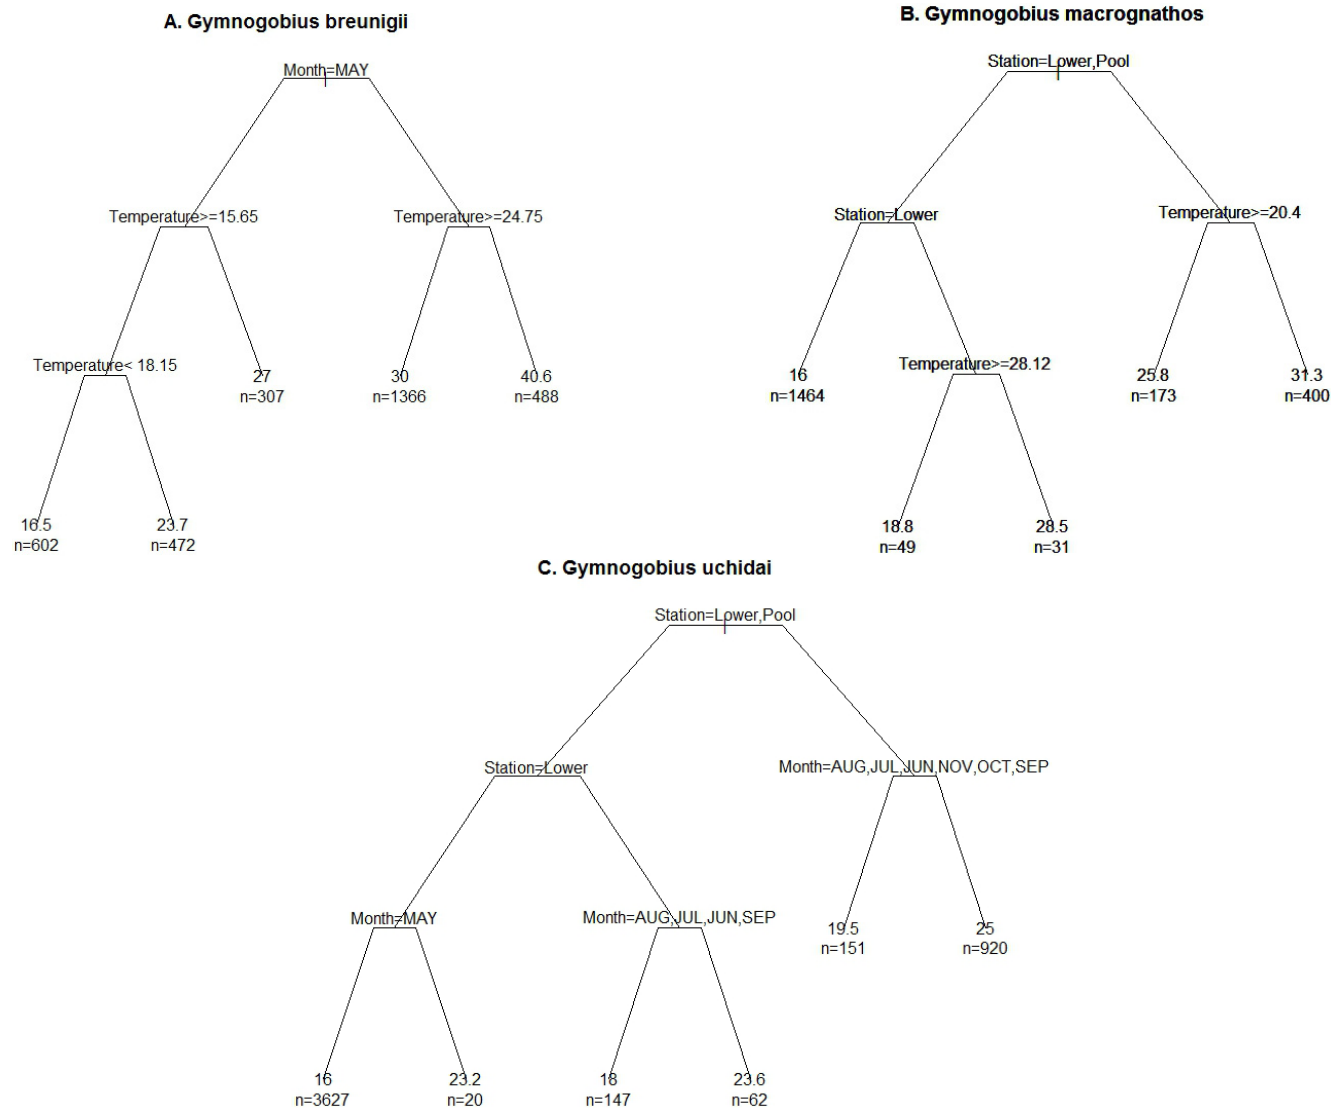 A. Gymnogobius breunigii
Month=MAY
Temperature>=15.65
Temperature>=24.75
Temperature< 18.15
27
n=307
30
n=1366
40.6
n=488
16.5
n=602
23.7
n=472
B. Gymnogobius macrognathos
Station=Lower,Pool
Station=Lower
Temperature>=20.4
16
n=1464
Temperature>=28.12
25.8
n=173
31.3
n=400
18.8
n=49
28.5
n=31
C. Gymnogobius uchidai
Station=Lower,Pool
Station=Lower
Month=AUG,JUL,JUN,NOV,OCT,SEP
Month=MAY
Month=AUG,JUL,JUN,SEP
19.5
n=151
25
n=920
16
n=3627
23.2
n=20
18
n=147
23.6
n=62